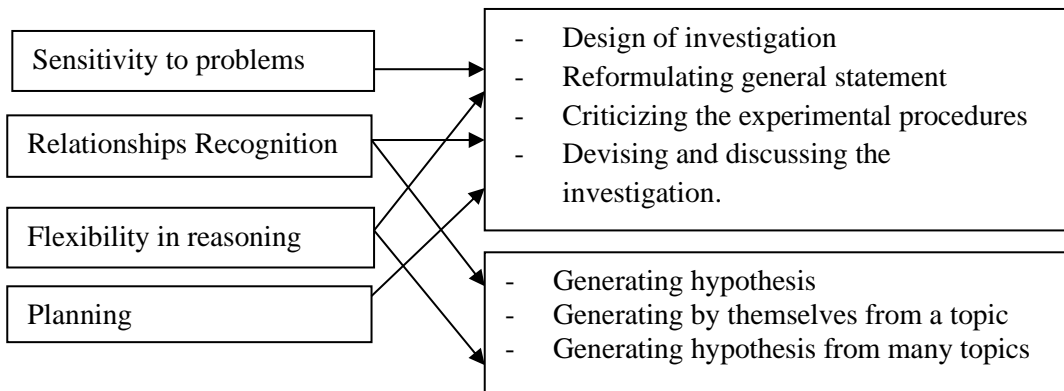 Sensitivity to problems
Relationships Recognition
Flexibility in reasoning
Planning
- Design of investigation
- Reformulating general statement
- Criticizing the experimental procedures
- Devising and discussing the
investigation.
- Generating hypothesis
- Generating by themselves from a topic
- Generating hypothesis from many topics